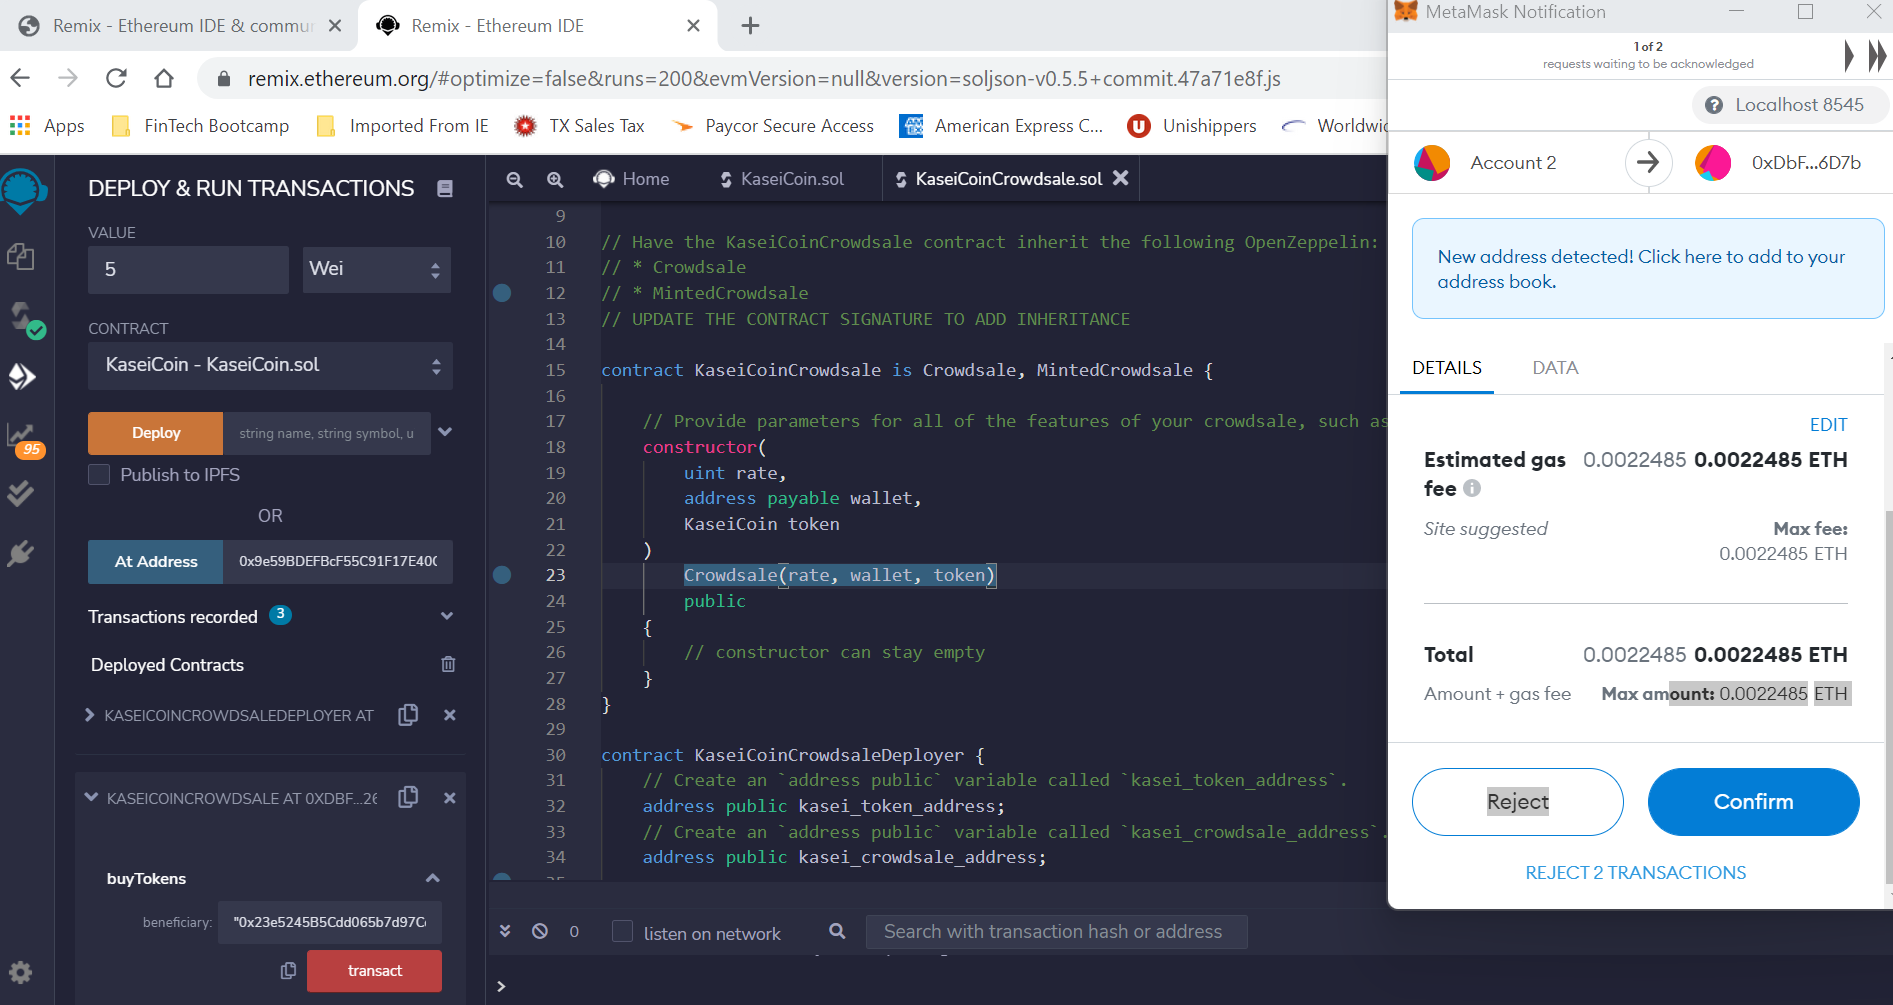 Remix - Ethereum IDE & commur
Remix - Ethereum IDE
remix.ethereum.org/#optimize=false&runs=200&evmVersion=null&version=soljson-v0.5.5+commit.47a71e8f.js
Apps
FinTech Bootcamp
Imported From IE
TX Sales Tax
Paycor Secure Access
American Express C...
Unishippers
Worldwic
DEPLOY & RUN TRANSACTIONS
VALUE
5
Wei
CONTRACT
KaseiCoin - KaseiCoin.sol
Deploy
string name, string symbol, u
Publish to IPFS
OR
At Address
0x9e59BDEFBcF55C91F17E40(
Transactions recorded 3
Deployed Contracts
KASEICOINCROWDSALEDEPLOYER AT
KASEICOINCROWDSALE AT 0XDBF...26
buyTokens
beneficiary:
"0x23e5245B5Cdd065b7d97C
transact
95
Home
KaseiCoin.sol
KaseiCoinCrowdsale.sol
9
10 // Have the KaseiCoinCrowdsale contract inherit the following OpenZeppelin:
11 // * Crowdsale
12 // * MintedCrowdsale
13 // UPDATE THE CONTRACT SIGNATURE TO ADD INHERITANCE
14
15 contract KaseiCoinCrowdsale is Crowdsale, MintedCrowdsale {
16
17 // Provide parameters for all of the features of your crowdsale, such as
18 constructor(
19 uint rate,
20 address payable wallet,
21 KaseiCoin token
22 )
23 Crowdsale(rate, wallet, token)
24 public
25 {
26 // constructor can stay empty
27 }
28 }
29
30 contract KaseiCoinCrowdsaleDeployer {
31 // Create an `address public` variable called `kasei_token_address`.
32 address public kasei_token_address;
33 // Create an `address public` variable called `kasei_crowdsale_address`.
34 address public kasei_crowdsale_address;
0
listen on network
Search with transaction hash or address
>
MetaMask Notification
1 of 2
requests waiting to be acknowledged
Localhost 8545
Account 2
0xDbF...6D7b
New address detected! Click here to add to your
address book.
DETAILS
DATA
EDIT
Estimated gas 0.0022485 0.0022485 ETH
fee
Site suggested
Max fee:
0.0022485 ETH
Total 0.0022485 0.0022485 ETH
Amount + gas fee Max amount: 0.0022485 ETH
Reject
Confirm
REJECT 2 TRANSACTIONS